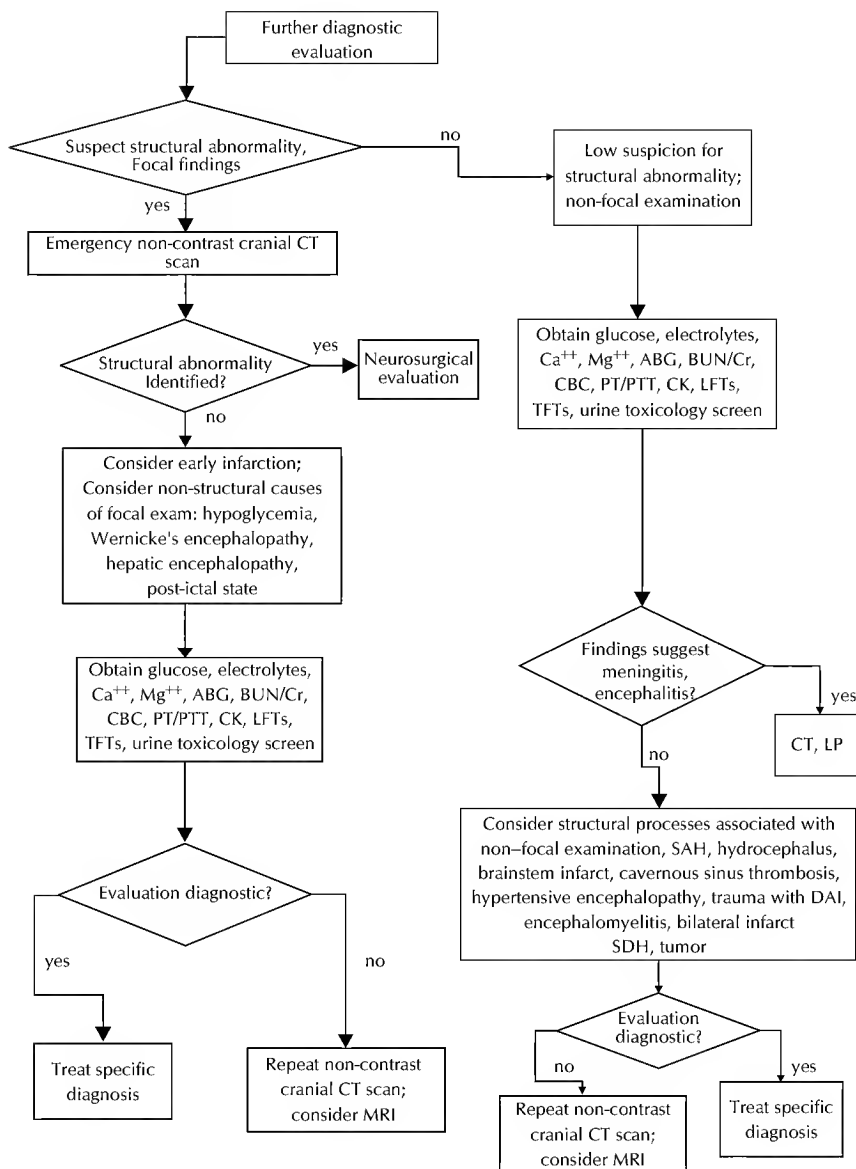 Further diagnostic
evaluation
Suspect structural abnormality,
Focal findings
yes
no
Emergency non-contrast cranial CT
scan
Structural abnormality
Identified?
yes
Neurosurgical
evaluation
no
Consider early infarction;
Consider non-structural causes
of focal exam: hypoglycemia,
Wernicke's encephalopathy,
hepatic encephalopathy,
post-ictal state
Obtain glucose, electrolytes,
Ca++, Mg++, ABG, BUN/Cr,
CBC, PT/PTT, CK, LFTs,
TFTs, urine toxicology screen
Evaluation diagnostic?
yes
no
Treat specific
diagnosis
Repeat non-contrast
cranial CT scan;
consider MRI
Low suspicion for
structural abnormality;
non-focal examination
Obtain glucose, electrolytes,
Ca++, Mg++, ABG, BUN/Cr,
CBC, PT/PTT, CK, LFTs,
TFTs, urine toxicology screen
Findings suggest
meningitis,
encephalitis?
yes
CT, LP
no
Consider structural processes associated with
non–focal examination, SAH, hydrocephalus,
brainstem infarct, cavernous sinus thrombosis,
hypertensive encephalopathy, trauma with DAI,
encephalomyelitis, bilateral infarct
SDH, tumor
Evaluation
diagnostic?
no
yes
Repeat non-contrast
cranial CT scan;
consider MRI
Treat specific
diagnosis